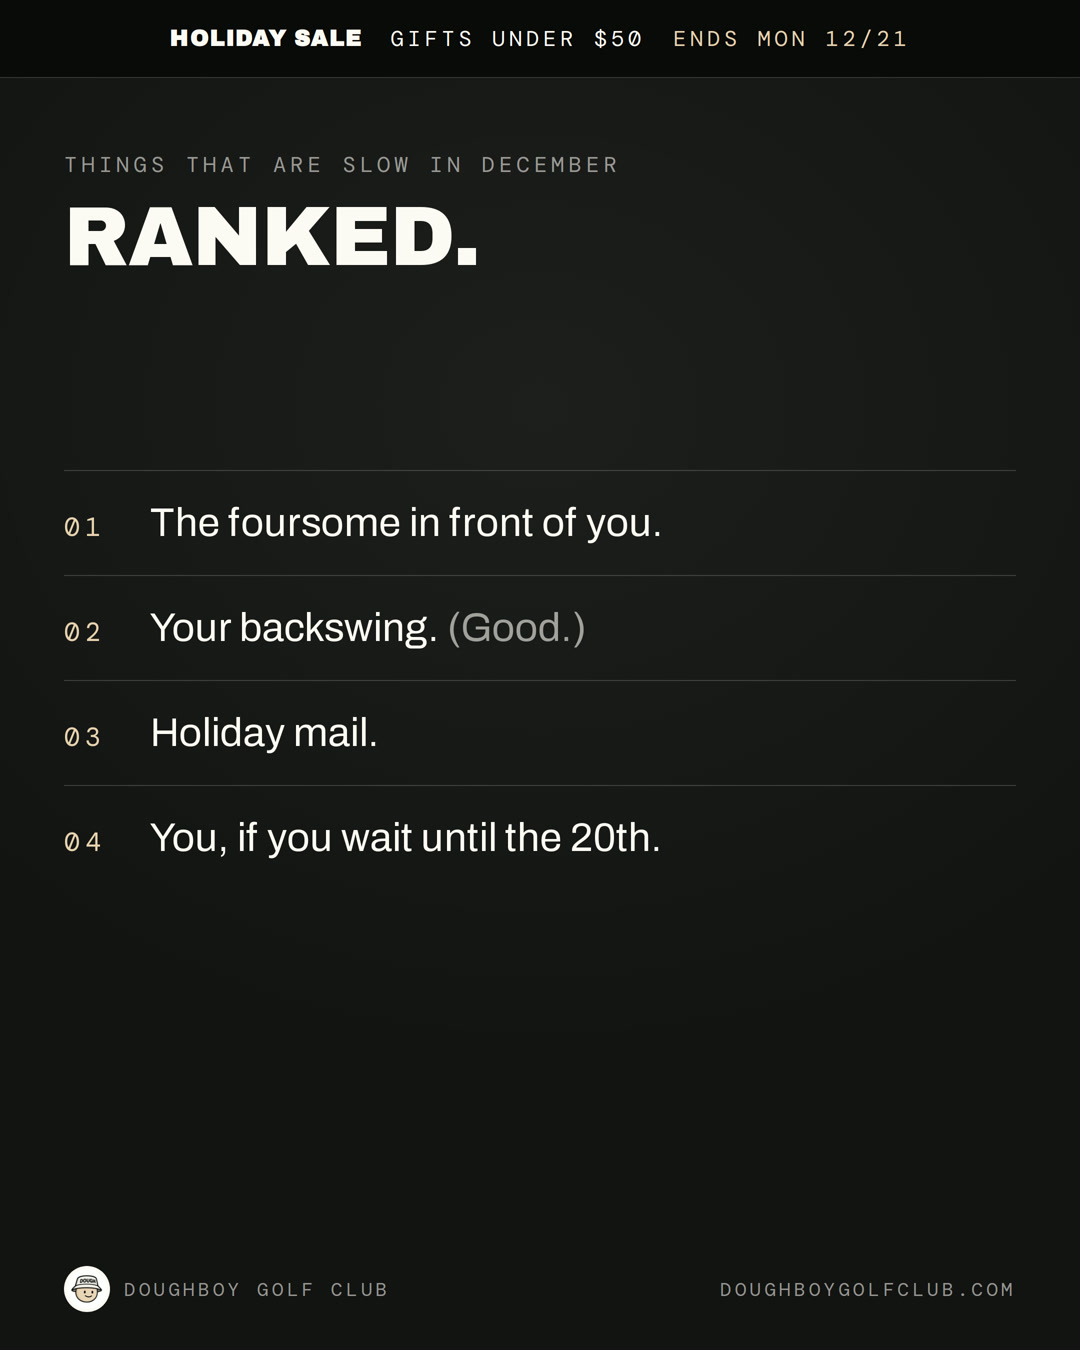 HOLIDAY SALE GIFTS UNDER $50 ENDS MON 12/21
THINGS THAT ARE SLOW IN DECEMBER
RANKED.
01 The foursome in front of you.
02 Your backswing. (Good.)
03 Holiday mail.
04 You, if you wait until the 20th.
DOUGH
DOUGHBOY GOLF CLUB DOUGHBOYGOLFCLUB.COM